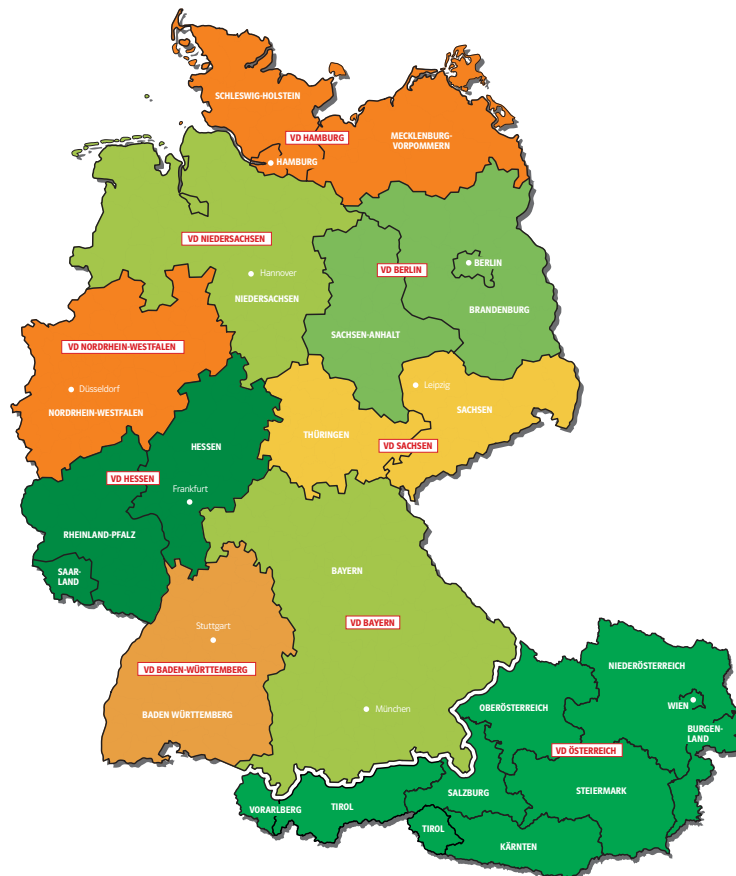 SCHLESWIG-HOLSTEIN
VD HAMBURG
MECKLENBURG-
VORPOMMERN
HAMBURG
VD NIEDERSACHSEN
Hannover
NIEDERSACHSEN
VD BERLIN
BERLIN
BRANDENBURG
SACHSEN-ANHALT
VD NORDRHEIN-WESTFALEN
Düsseldorf
NORDRHEIN-WESTFALEN
Leipzig
SACHSEN
THÜRINGEN
VD SACHSEN
HESSEN
VD HESSEN
Frankfurt
RHEINLAND-PFALZ
SAAR-
LAND
BAYERN
VD BAYERN
Stuttgart
VD BADEN-WÜRTTEMBERG
BADEN WÜRTTEMBERG
München
NIEDERÖSTERREICH
OBERÖSTERREICH
WIEN
BURGEN-
LAND
VD ÖSTERREICH
SALZBURG
STEIERMARK
VORARLBERG
TIROL
TIROL
KÄRNTEN